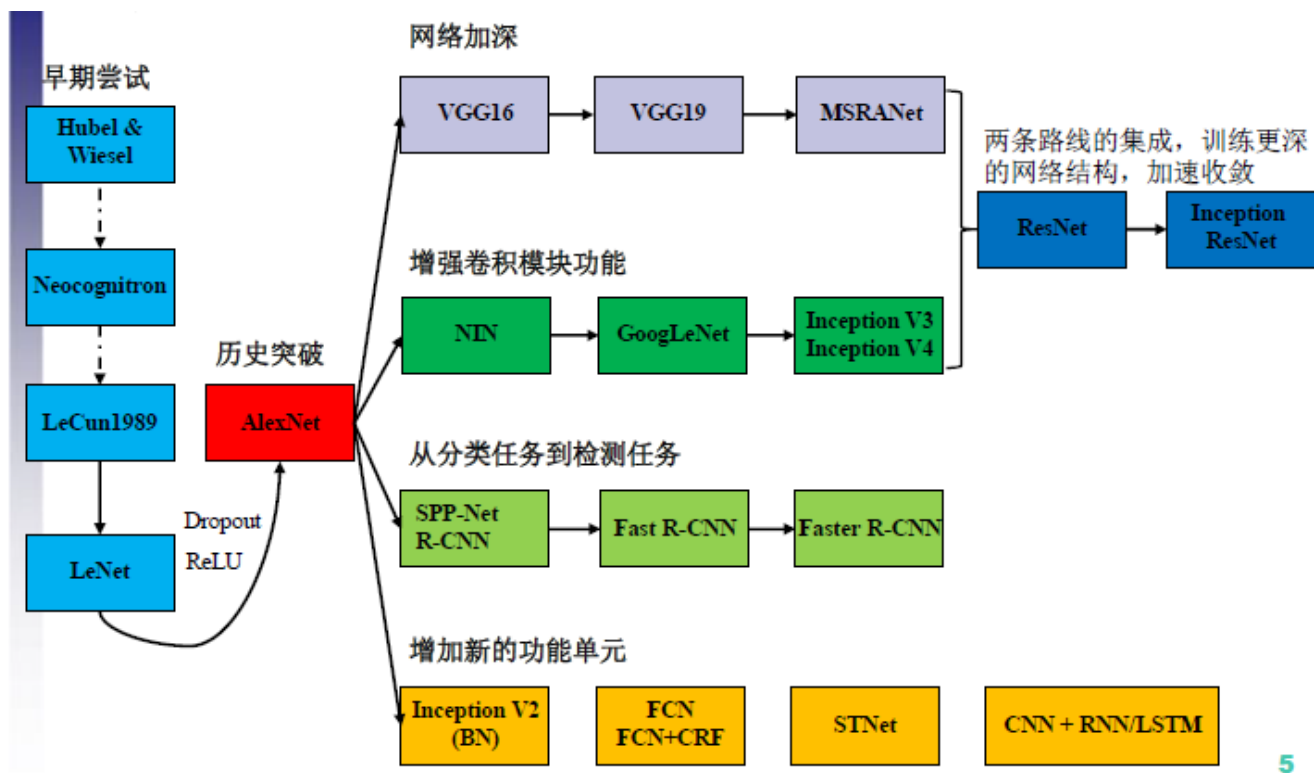 早期尝试
Hubel &
Wiesel
Neocognitron
LeCun1989
LeNet
Dropout
ReLU
历史突破
AlexNet
网络加深
VGG16
VGG19
MSRANet
增强卷积模块功能
NIN
GoogLeNet
Inception V3
Inception V4
两条路线的集成，训练更深
的网络结构，加速收敛
ResNet
Inception
ResNet
从分类任务到检测任务
SPP-Net
R-CNN
Fast R-CNN
Faster R-CNN
增加新的功能单元
Inception V2
(BN)
FCN
FCN+CRF
STNet
CNN + RNN/LSTM
5